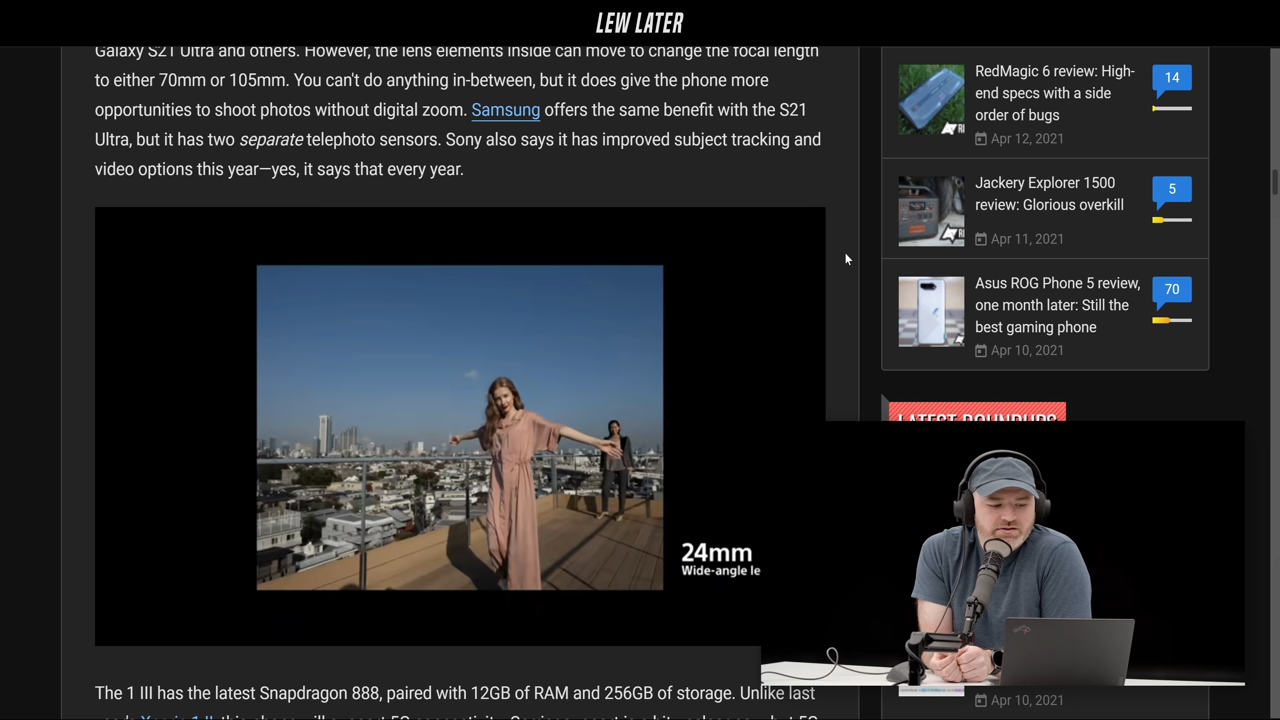 LEW LATER
Galaxy S21 Ultra and others. However, the lens elements inside can move to change the focal length
to either 70mm or 105mm. You can't do anything in-between, but it does give the phone more
opportunities to shoot photos without digital zoom. Samsung offers the same benefit with the S21
Ultra, but it has two separate telephoto sensors. Sony also says it has improved subject tracking and
video options this year—yes, it says that every year.
24mm
Wide-angle le
The 1 III has the latest Snapdragon 888, paired with 12GB of RAM and 256GB of storage. Unlike last
RedMagic 6 review: High-
end specs with a side
order of bugs
14
Apr 12, 2021
Jackery Explorer 1500
review: Glorious overkill
5
Apr 11, 2021
Asus ROG Phone 5 review,
one month later: Still the
best gaming phone
70
Apr 10, 2021
LATEST ROUNDUPS
Apr 10, 2021